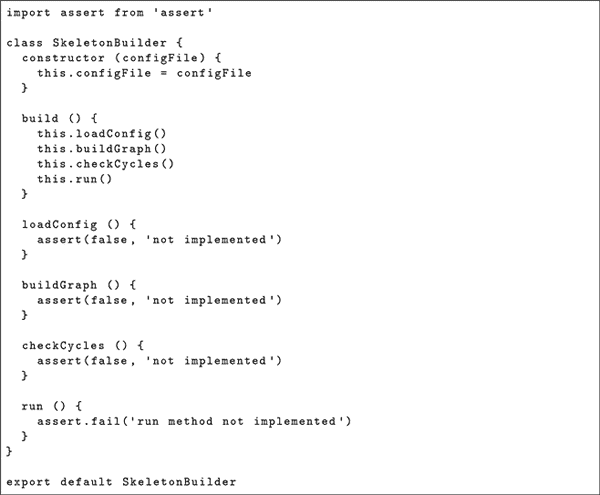 import assert from 'assert'

class SkeletonBuilder {
  constructor (configFile) {
    this.configFile = configFile
  }

  build () {
    this.loadConfig()
    this.buildGraph()
    this.checkCycles()
    this.run()
  }

  loadConfig () {
    assert(false, 'not implemented')
  }

  buildGraph () {
    assert(false, 'not implemented')
  }

  checkCycles () {
    assert(false, 'not implemented')
  }

  run () {
    assert.fail('run method not implemented')
  }
}

export default SkeletonBuilder